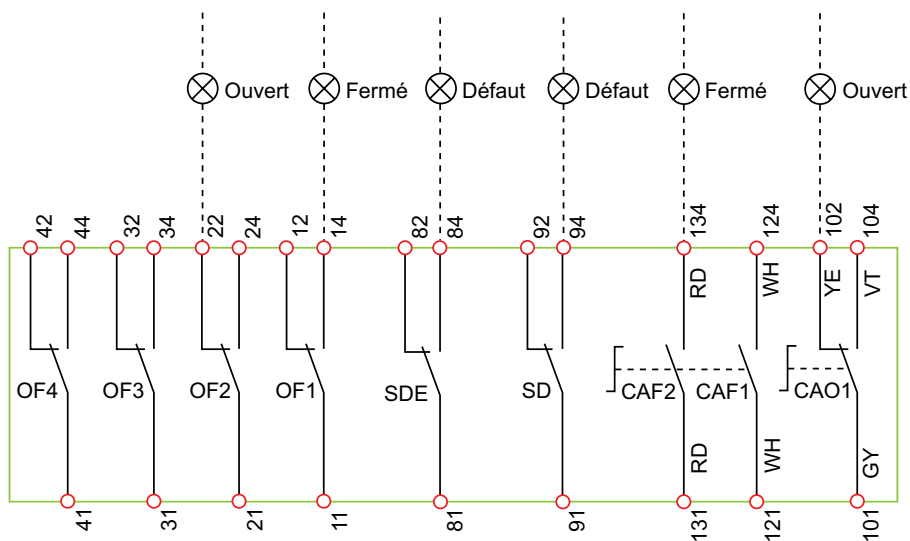 Ouvert
Fermé
Défaut
Défaut
Fermé
Ouvert
42
44
32
34
22
24
12
14
82
84
92
94
134
124
102
104
RD
WH
YE
VT
OF4
OF3
OF2
OF1
SDE
SD
CAF2
CAF1
CAO1
RD
WH
GY
41
31
21
11
81
91
131
121
101